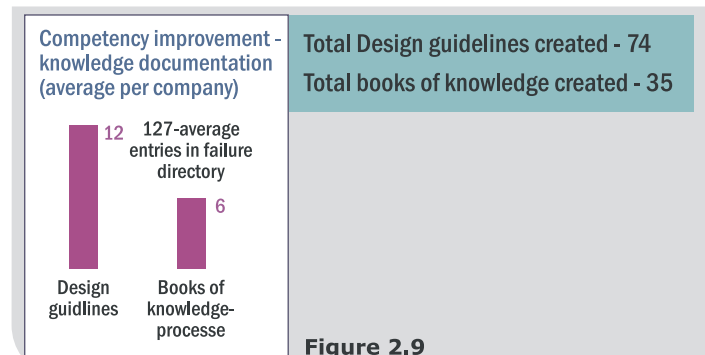 Competency improvement -
knowledge documentation
(average per company)
Total Design guidelines created - 74
Total books of knowledge created - 35
12
127-average
entries in failure
directory
6
Design
guidlines
Books of
knowledge-
processe
Figure 2.9